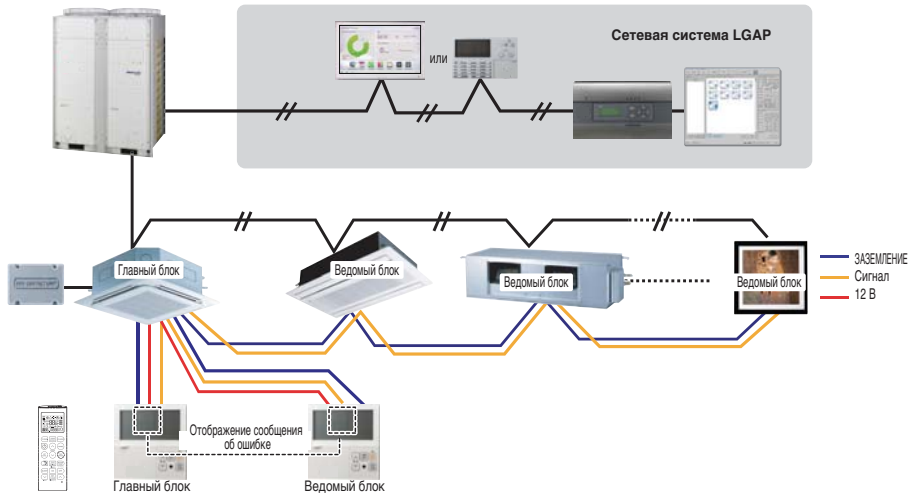 Сетевая система LGAP
или
Главный блок
Ведомый блок
Ведомый блок
Ведомый блок
ЗАЗЕМЛЕНИЕ
Сигнал
12 В
Отображение сообщения
об ошибке
Главный блок
Ведомый блок